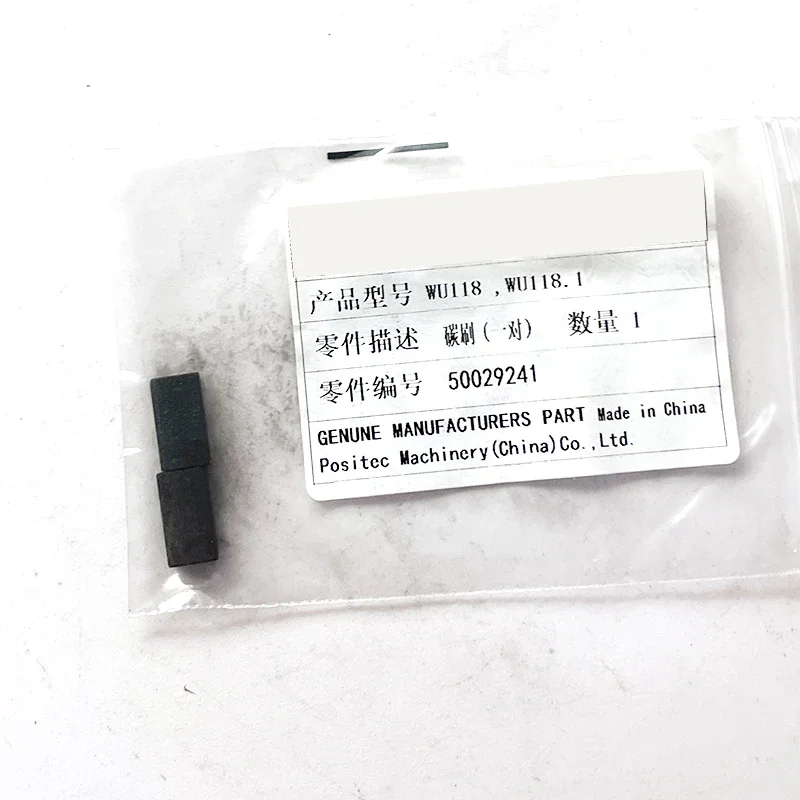 产品型号 WU118 ,WU118.1
零件描述 碳刷(一对) 数量 1
零件编号 50029241
GENUNE MANUFACTURERS PART Made in China
Positec Machinery(China)Co.,Ltd.